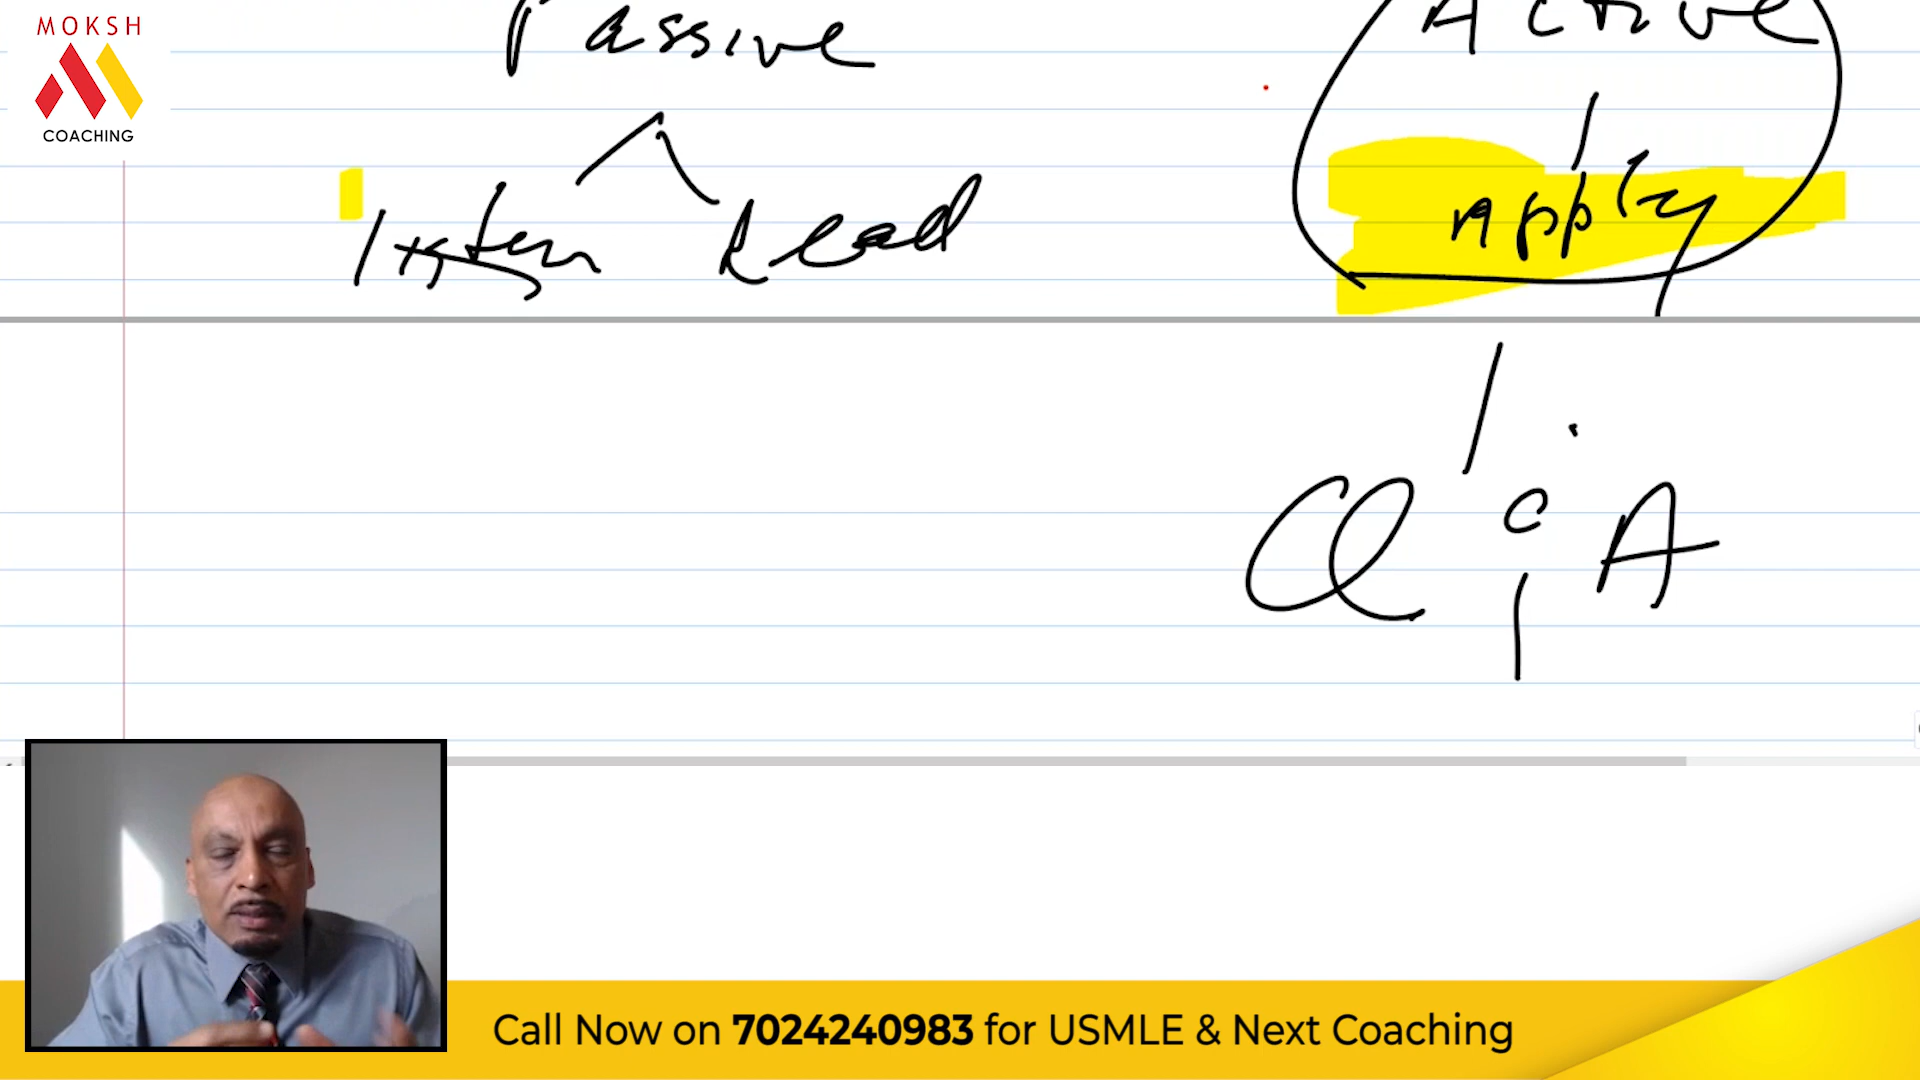 MOKSH
COACHING
Passive
Active
Listen Read
Apply
Q & A
Call Now on 7024240983 for USMLE & Next Coaching